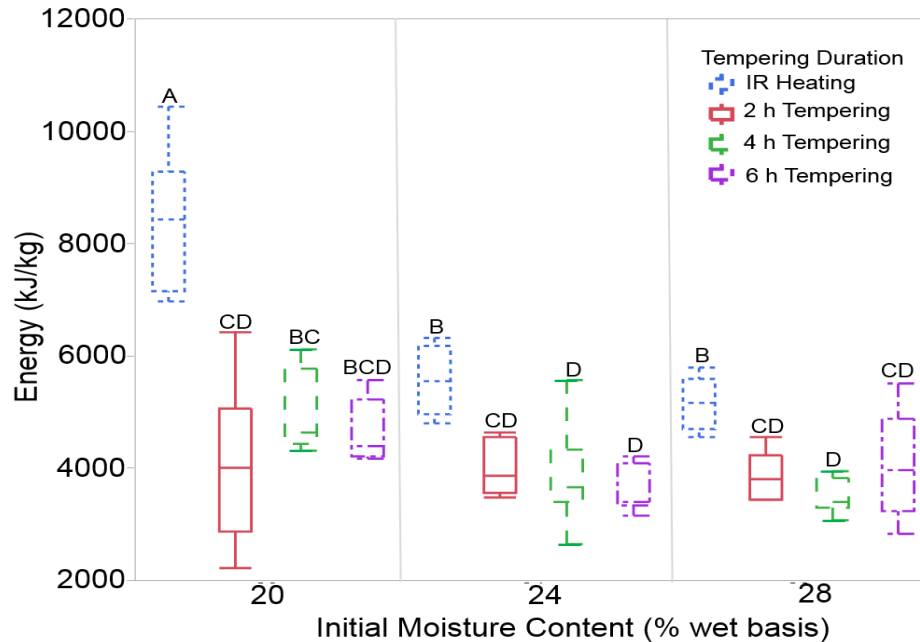 12000
10000
8000
6000
4000
2000
Energy (kJ/kg)
Tempering Duration
IR Heating
2 h Tempering
4 h Tempering
6 h Tempering
A
CD
BC
BCD
B
CD
D
D
B
CD
D
CD
20
24
28
Initial Moisture Content (% wet basis)